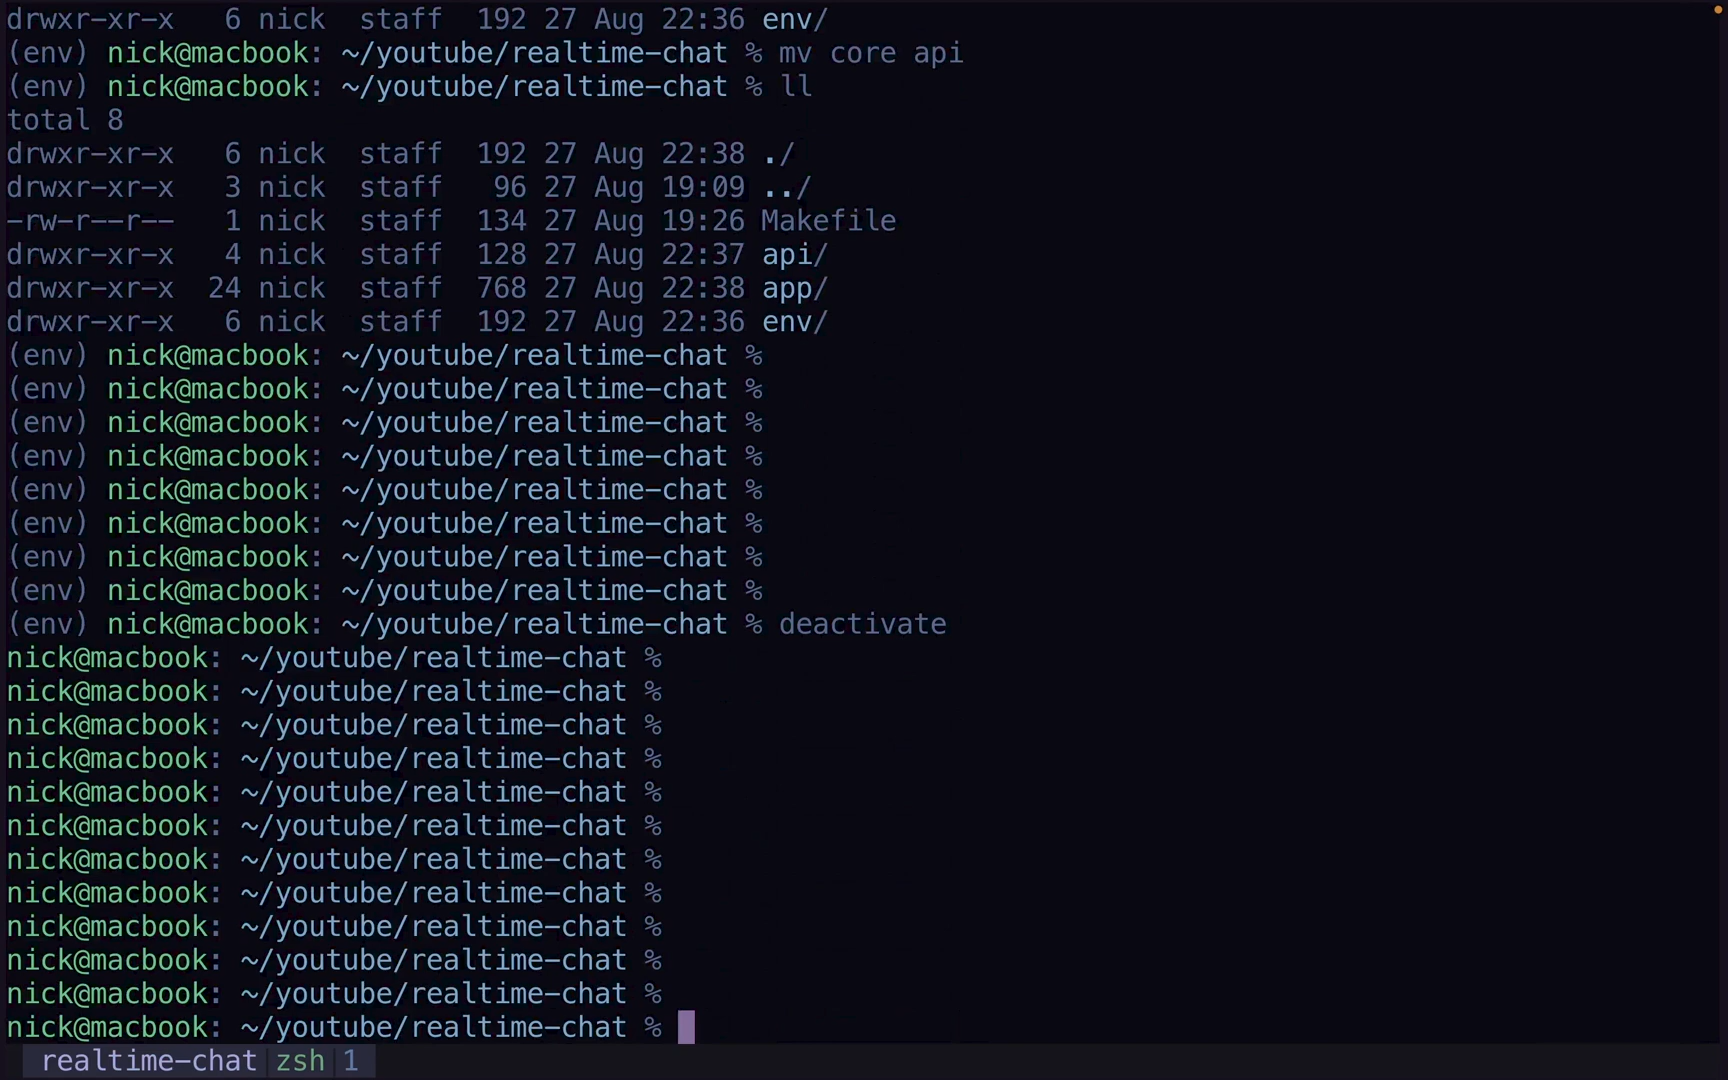 drwxr-xr-x   6 nick  staff  192 27 Aug 22:36 env/
(env) nick@macbook: ~/youtube/realtime-chat % mv core api
(env) nick@macbook: ~/youtube/realtime-chat % ll
total 8
drwxr-xr-x   6 nick  staff  192 27 Aug 22:38 ./
drwxr-xr-x   3 nick  staff   96 27 Aug 19:09 ../
-rw-r--r--   1 nick  staff  134 27 Aug 19:26 Makefile
drwxr-xr-x   4 nick  staff  128 27 Aug 22:37 api/
drwxr-xr-x  24 nick  staff  768 27 Aug 22:38 app/
drwxr-xr-x   6 nick  staff  192 27 Aug 22:36 env/
(env) nick@macbook: ~/youtube/realtime-chat %
(env) nick@macbook: ~/youtube/realtime-chat %
(env) nick@macbook: ~/youtube/realtime-chat %
(env) nick@macbook: ~/youtube/realtime-chat %
(env) nick@macbook: ~/youtube/realtime-chat %
(env) nick@macbook: ~/youtube/realtime-chat %
(env) nick@macbook: ~/youtube/realtime-chat %
(env) nick@macbook: ~/youtube/realtime-chat %
(env) nick@macbook: ~/youtube/realtime-chat % deactivate
nick@macbook: ~/youtube/realtime-chat %
nick@macbook: ~/youtube/realtime-chat %
nick@macbook: ~/youtube/realtime-chat %
nick@macbook: ~/youtube/realtime-chat %
nick@macbook: ~/youtube/realtime-chat %
nick@macbook: ~/youtube/realtime-chat %
nick@macbook: ~/youtube/realtime-chat %
nick@macbook: ~/youtube/realtime-chat %
nick@macbook: ~/youtube/realtime-chat %
nick@macbook: ~/youtube/realtime-chat %
nick@macbook: ~/youtube/realtime-chat %
nick@macbook: ~/youtube/realtime-chat %
realtime-chat zsh 1